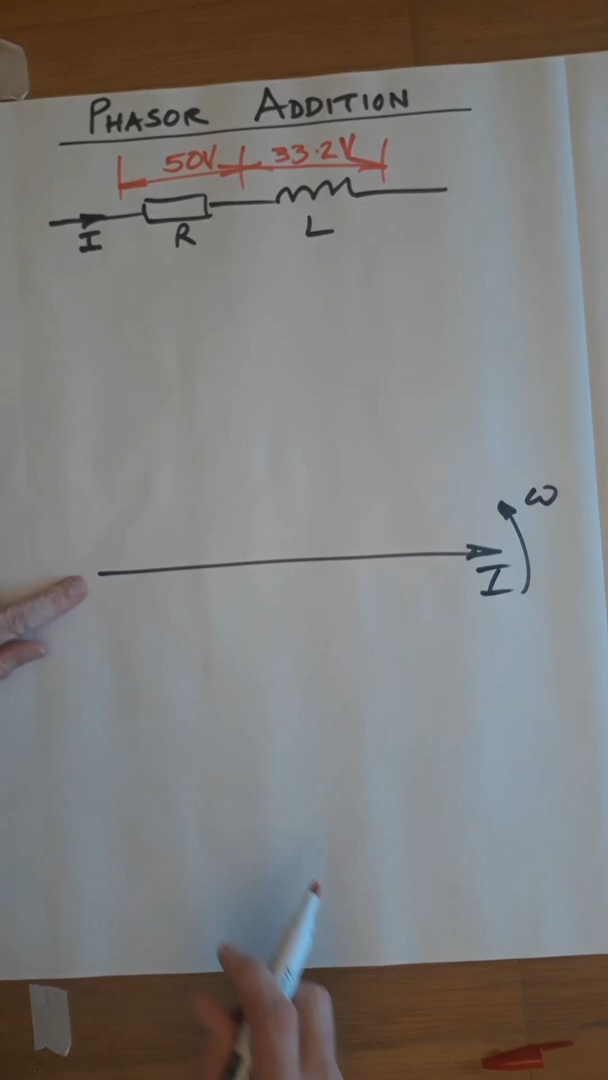 PHASOR ADDITION
50V 33.2V
I R L
ω
I